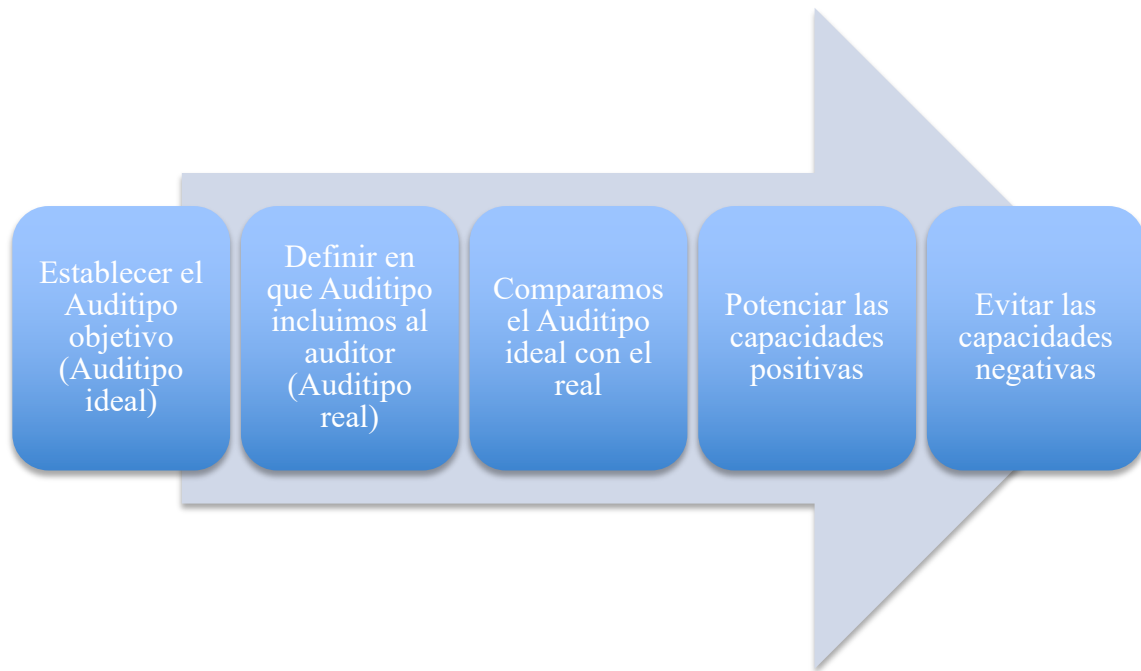 Establecer el
Auditipo
objetivo
(Auditipo
ideal)
Definir en
que Auditipo
incluimos al
auditor
(Auditipo
real)
Comparamos
el Auditipo
ideal con el
real
Potenciar las
capacidades
positivas
Evitar las
capacidades
negativas